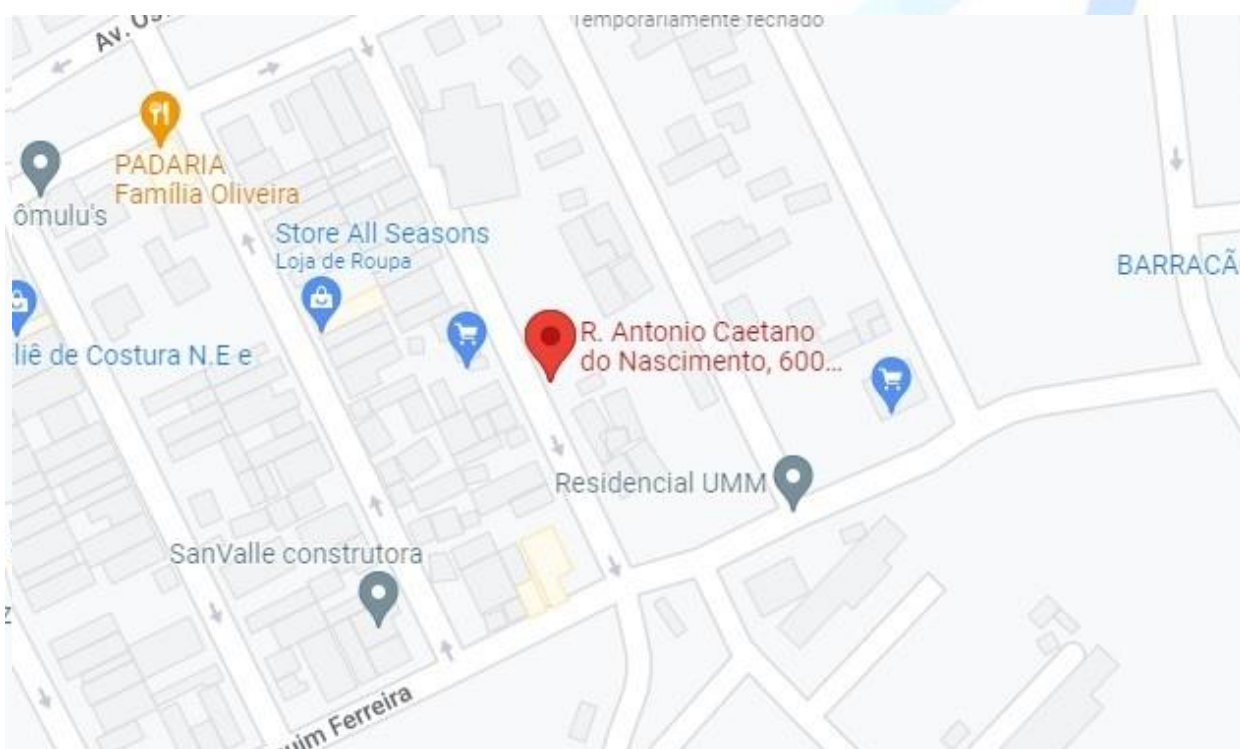 Temporariamente fechado
Av. Os
PADARIA
Família Oliveira
ômulu's
Store All Seasons
Loja de Roupa
BARRACÃ
R. Antonio Caetano
do Nascimento, 600...
liê de Costura N.E e
Residencial UMM
SanValle construtora
z
uim Ferreira